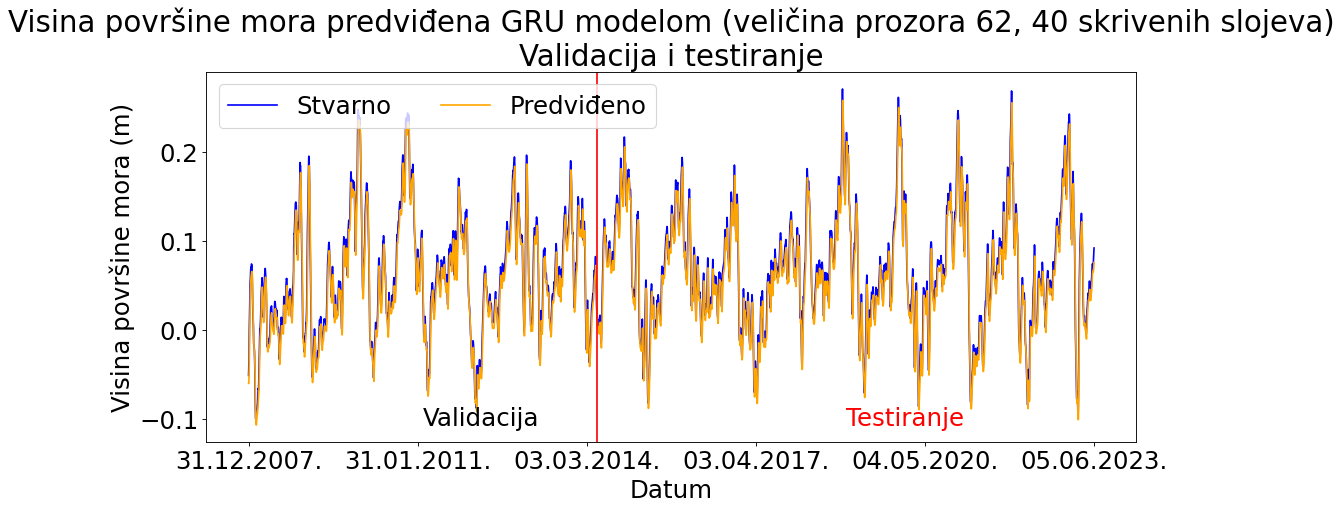 Visina površine mora predviđena GRU modelom (veličina prozora 62, 40 skrivenih slojeva)
Validacija i testiranje
Stvarno
Predviđeno
Visina površine mora (m)
0.2
0.1
0.0
−0.1
Validacija
Testiranje
31.12.2007.
31.01.2011.
03.03.2014.
03.04.2017.
04.05.2020.
05.06.2023.
Datum